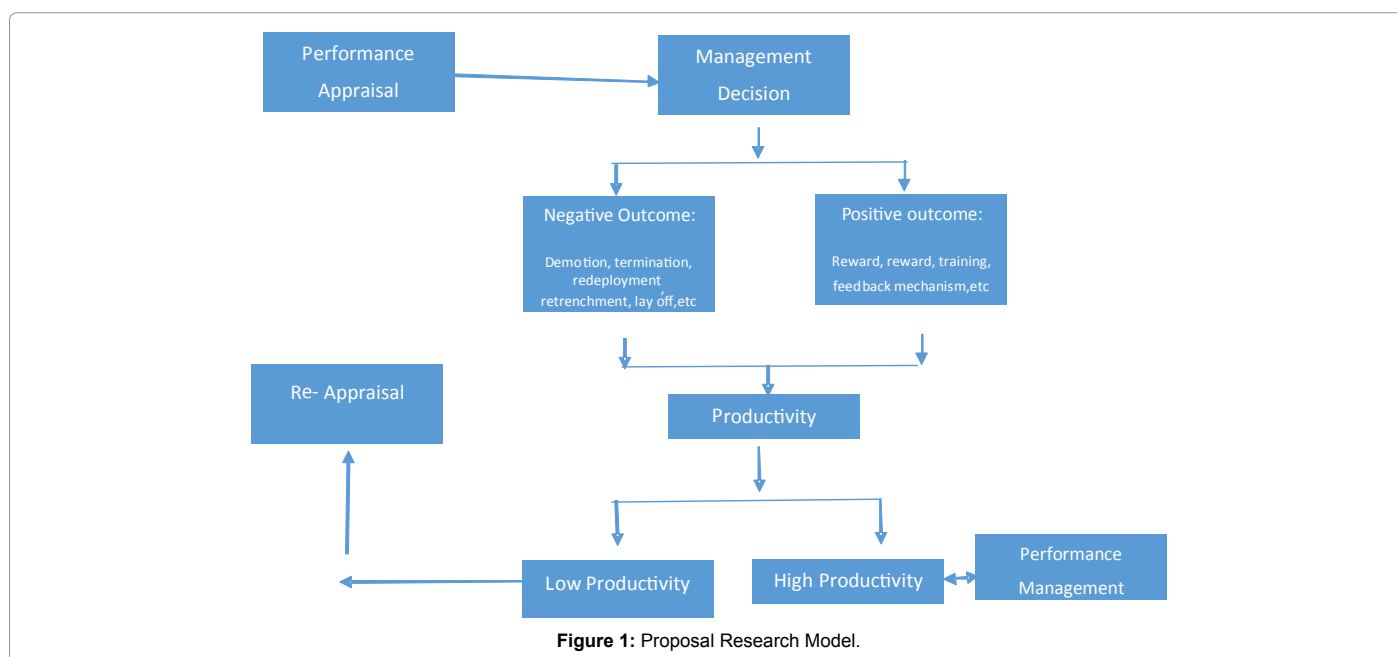 Performance
Appraisal
Management
Decision
Negative Outcome:
Demotion, termination,
redeployment
retrenchment, lay off,,etc
Positive outcome:
Reward, reward, training,
feedback mechanism,etc
Re- Appraisal
Productivity
Low Productivity
High Productivity
Performance
Management
Figure 1: Proposal Research Model.